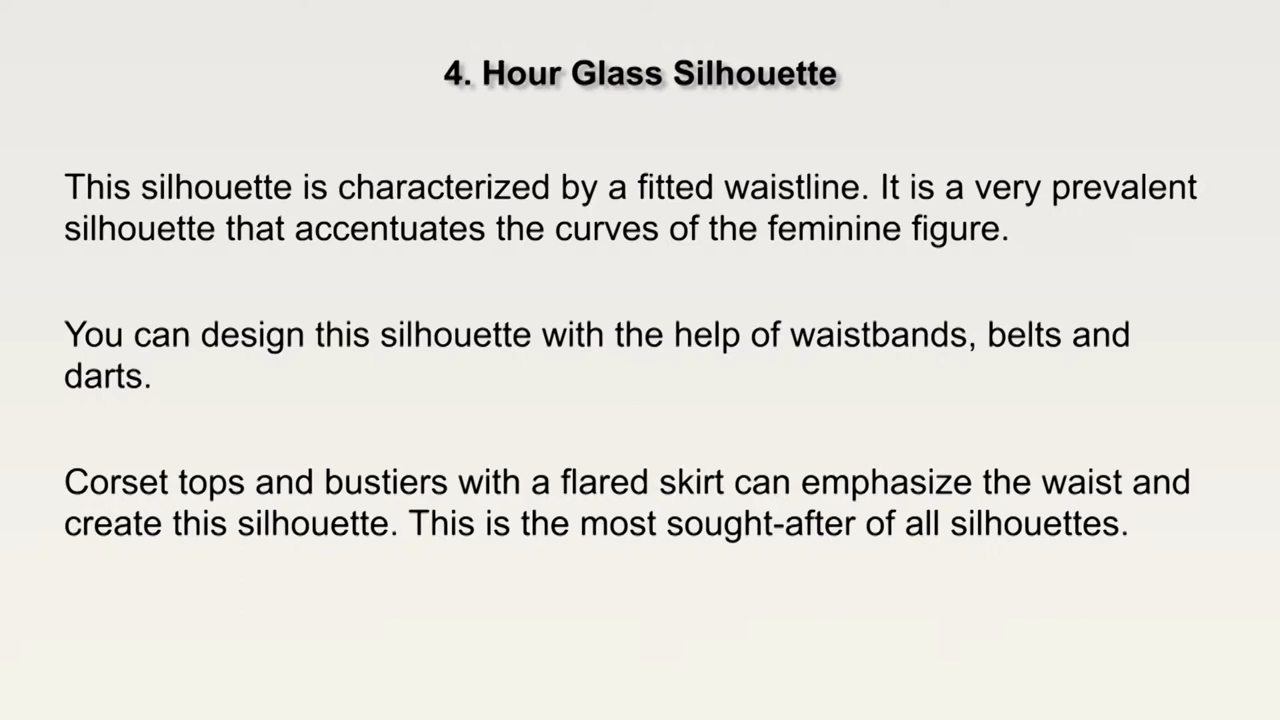 4. Hour Glass Silhouette
This silhouette is characterized by a fitted waistline. It is a very prevalent
silhouette that accentuates the curves of the feminine figure.
You can design this silhouette with the help of waistbands, belts and
darts.
Corset tops and bustiers with a flared skirt can emphasize the waist and
create this silhouette. This is the most sought-after of all silhouettes.